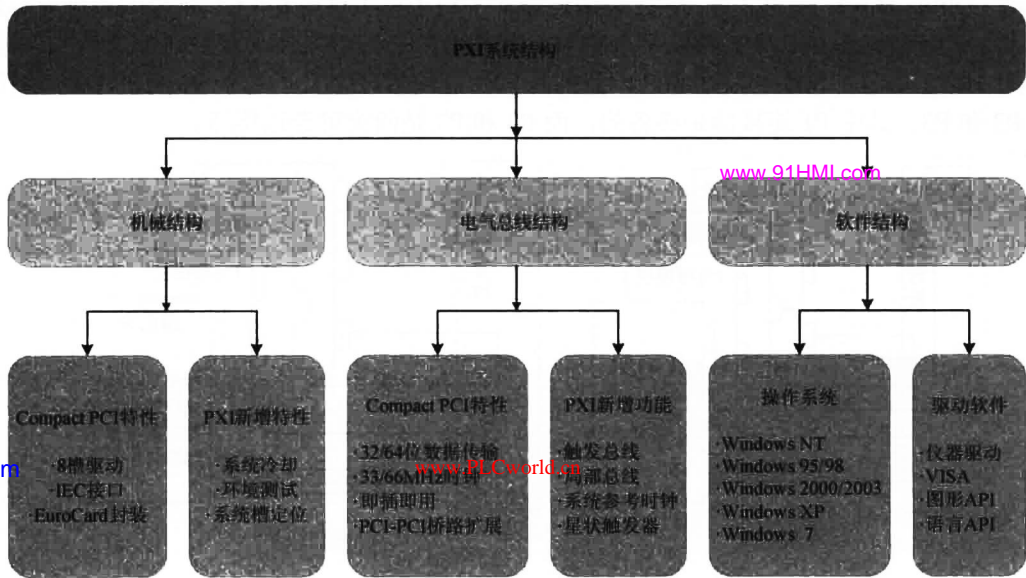 PXI系统结构
www.91HMI.com
机械结构
电气总线结构
软件结构
Compact PCI特性
·8槽驱动
·IEC接口
·EuroCard封装
PXI新增特性
·系统冷却
·环境测试
·系统槽定位
Compact PCI特性
·32/64位数据传输
·33/66MHz时钟
·即插即用
·PCI-PCI桥路扩展
PXI新增功能
·触发总线
·局部总线
·系统参考时钟
·星状触发器
www.PLCworld.cn
操作系统
·Windows NT
·Windows 95/98
·Windows 2000/2003
·Windows XP
·Windows 7
驱动软件
·仪器驱动
·VISA
·图形API
·语言API
m